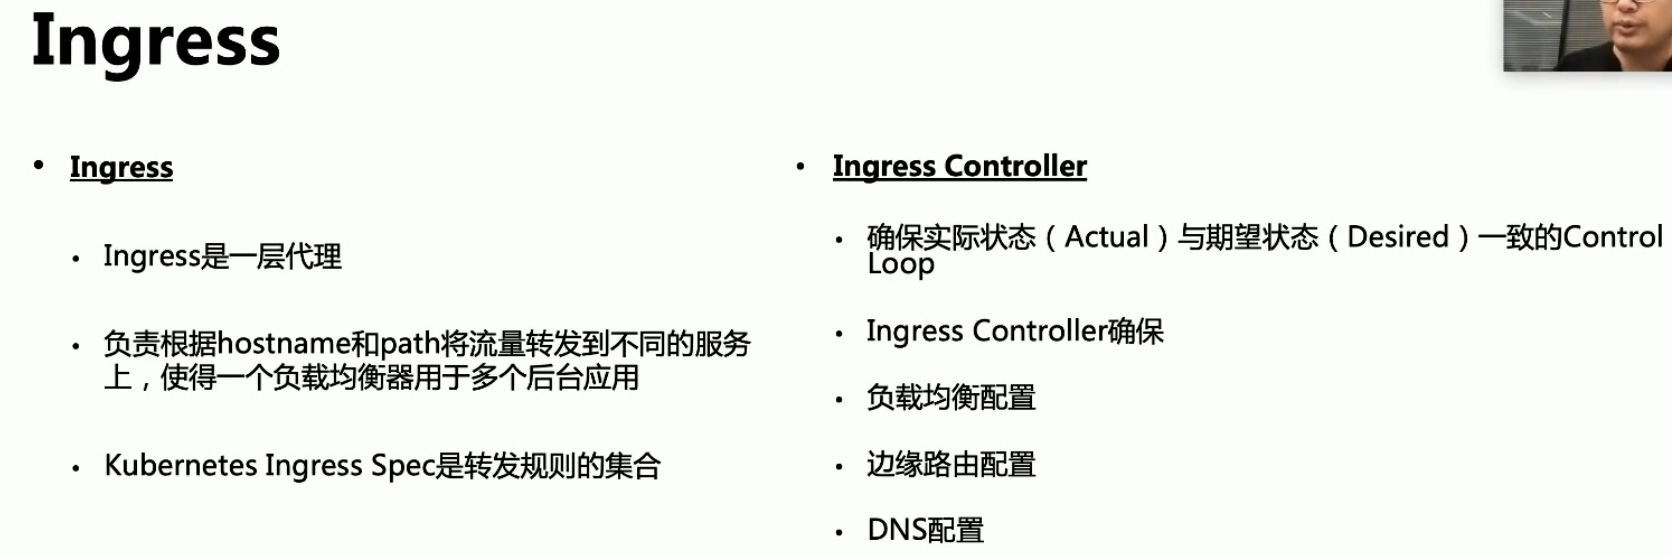 Ingress
Ingress
Ingress是一层代理
负责根据hostname和path将流量转发到不同的服务
上，使得一个负载均衡器用于多个后台应用
Kubernetes Ingress Spec是转发规则的集合
Ingress Controller
确保实际状态（Actual）与期望状态（Desired）一致的Control
Loop
Ingress Controller确保
负载均衡配置
边缘路由配置
DNS配置